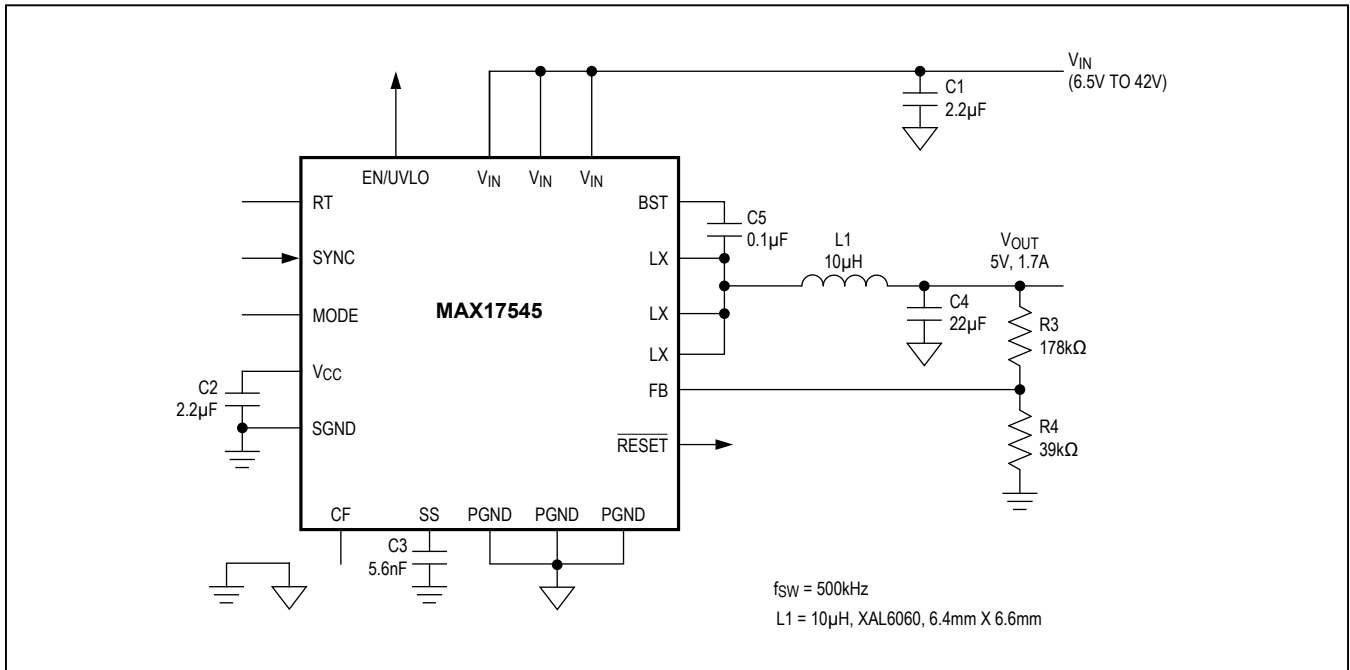 VIN
(6.5V TO 42V)
C1
2.2µF
EN/UVLO
VIN
VIN
VIN
RT
BST
C5
0.1µF
SYNC
LX
L1
10µH
VOUT
5V, 1.7A
MODE
MAX17545
LX
C4
22µF
R3
178kΩ
LX
VCC
C2
2.2µF
FB
SGND
RESET
R4
39kΩ
CF
SS
PGND
PGND
PGND
C3
5.6nF
fSW = 500kHz
L1 = 10µH, XAL6060, 6.4mm X 6.6mm